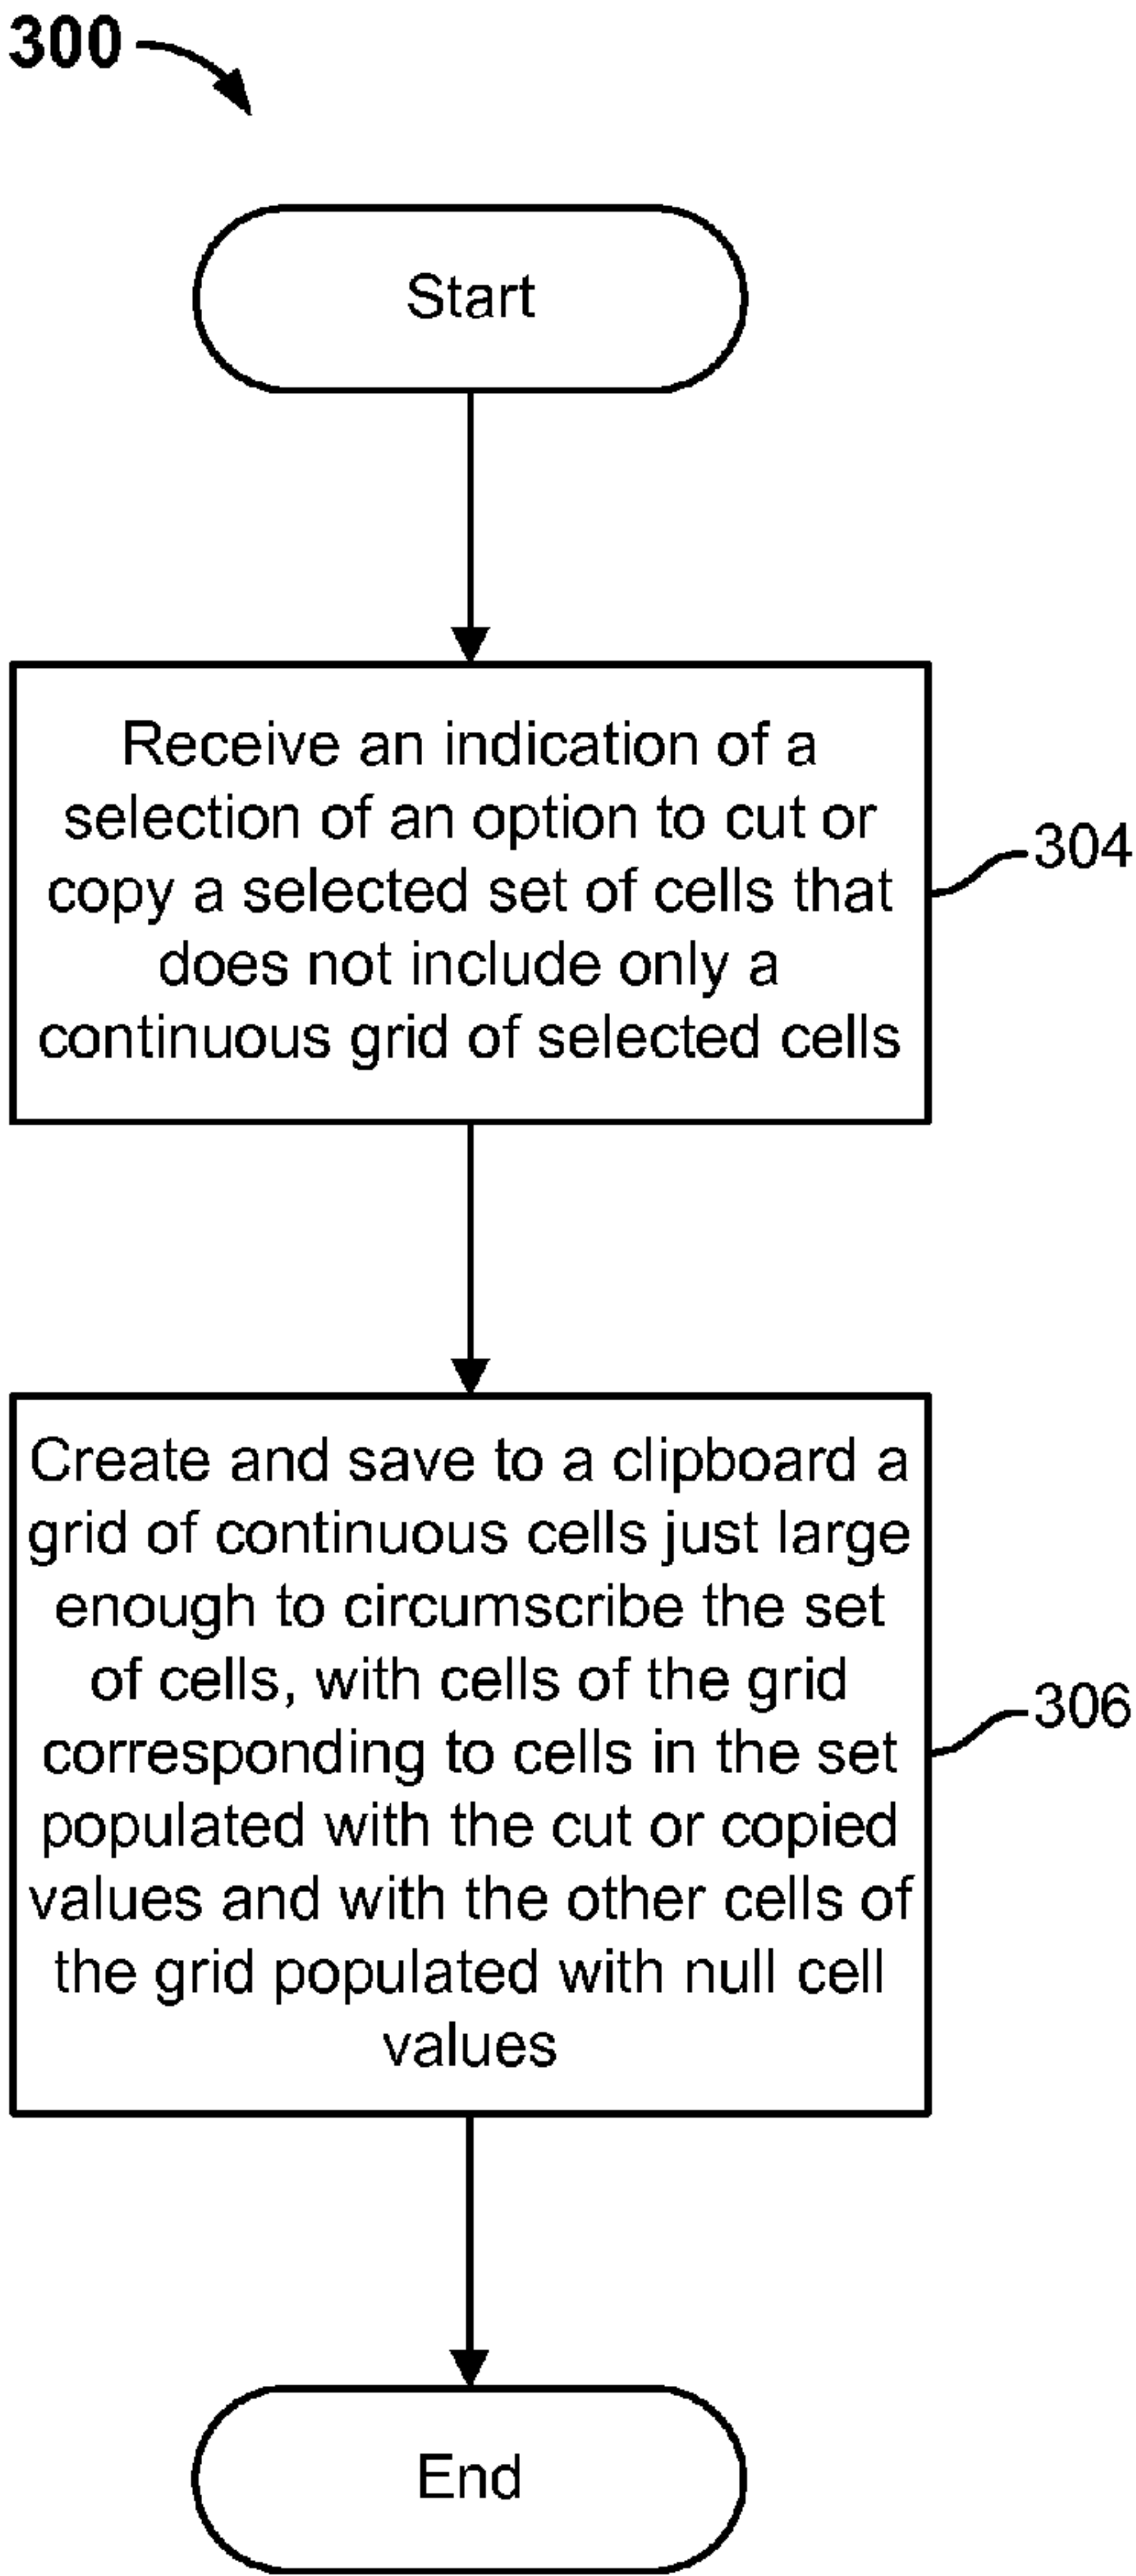 300
Start
Receive an indication of a
selection of an option to cut or
copy a selected set of cells that
does not include only a
continuous grid of selected cells
304
Create and save to a clipboard a
grid of continuous cells just large
enough to circumscribe the set
of cells, with cells of the grid
corresponding to cells in the set
populated with the cut or copied
values and with the other cells of
the grid populated with null cell
values
306
End